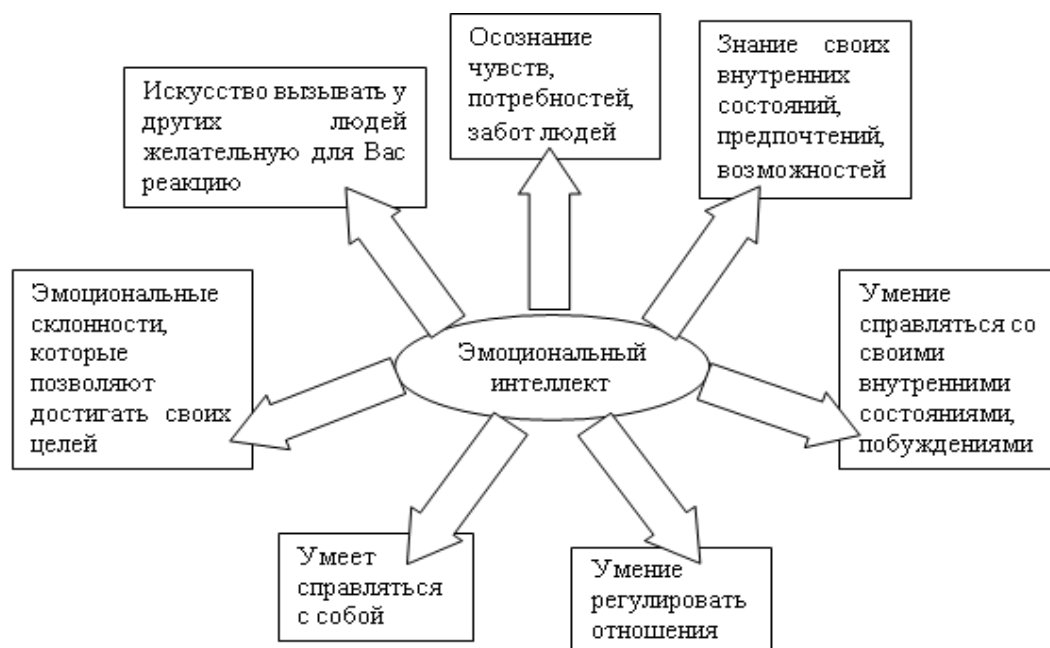 Осознание
чувств,
потребностей,
забот людей
Знание своих
внутренних
состояний,
предпочтений,
возможностей
Искусство вызывать у
других людей
желательную для Вас
реакцию
Эмоциональные
склонности,
которые
позволяют
достигать своих
целей
Эмоциональный
интеллект
Умение
справляться со
своими
внутренними
состояниями,
побуждениями
Умеет
справляться
с собой
Умение
регулировать
отношения